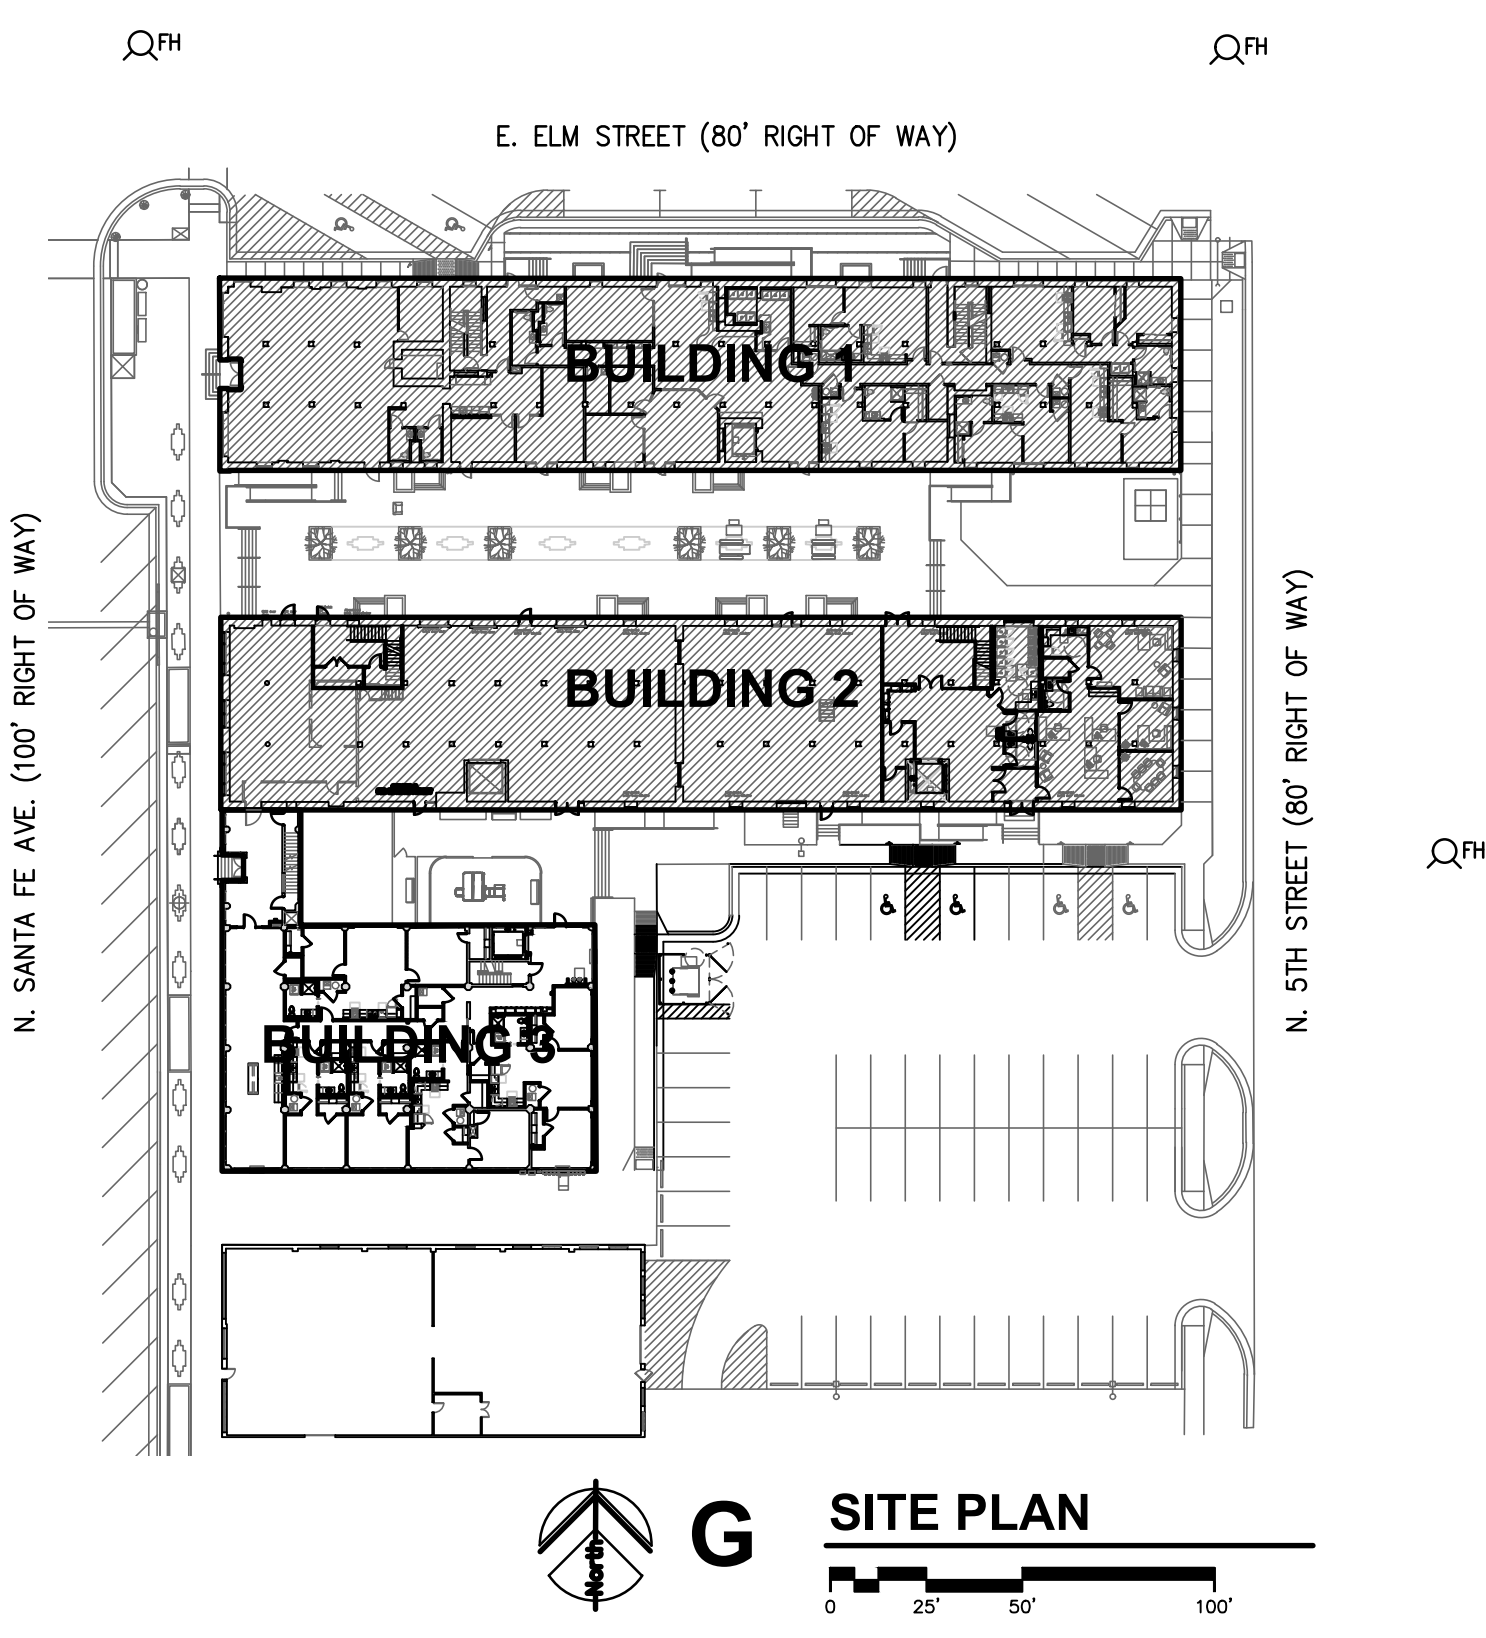 FH
FH
E. ELM STREET (80' RIGHT OF WAY)
BUILDING 1
N. SANTA FE AVE. (100' RIGHT OF WAY)
N. 5TH STREET (80' RIGHT OF WAY)
BUILDING 2
FH
BUILDING 3
North
G
SITE PLAN
0 25' 50' 100'